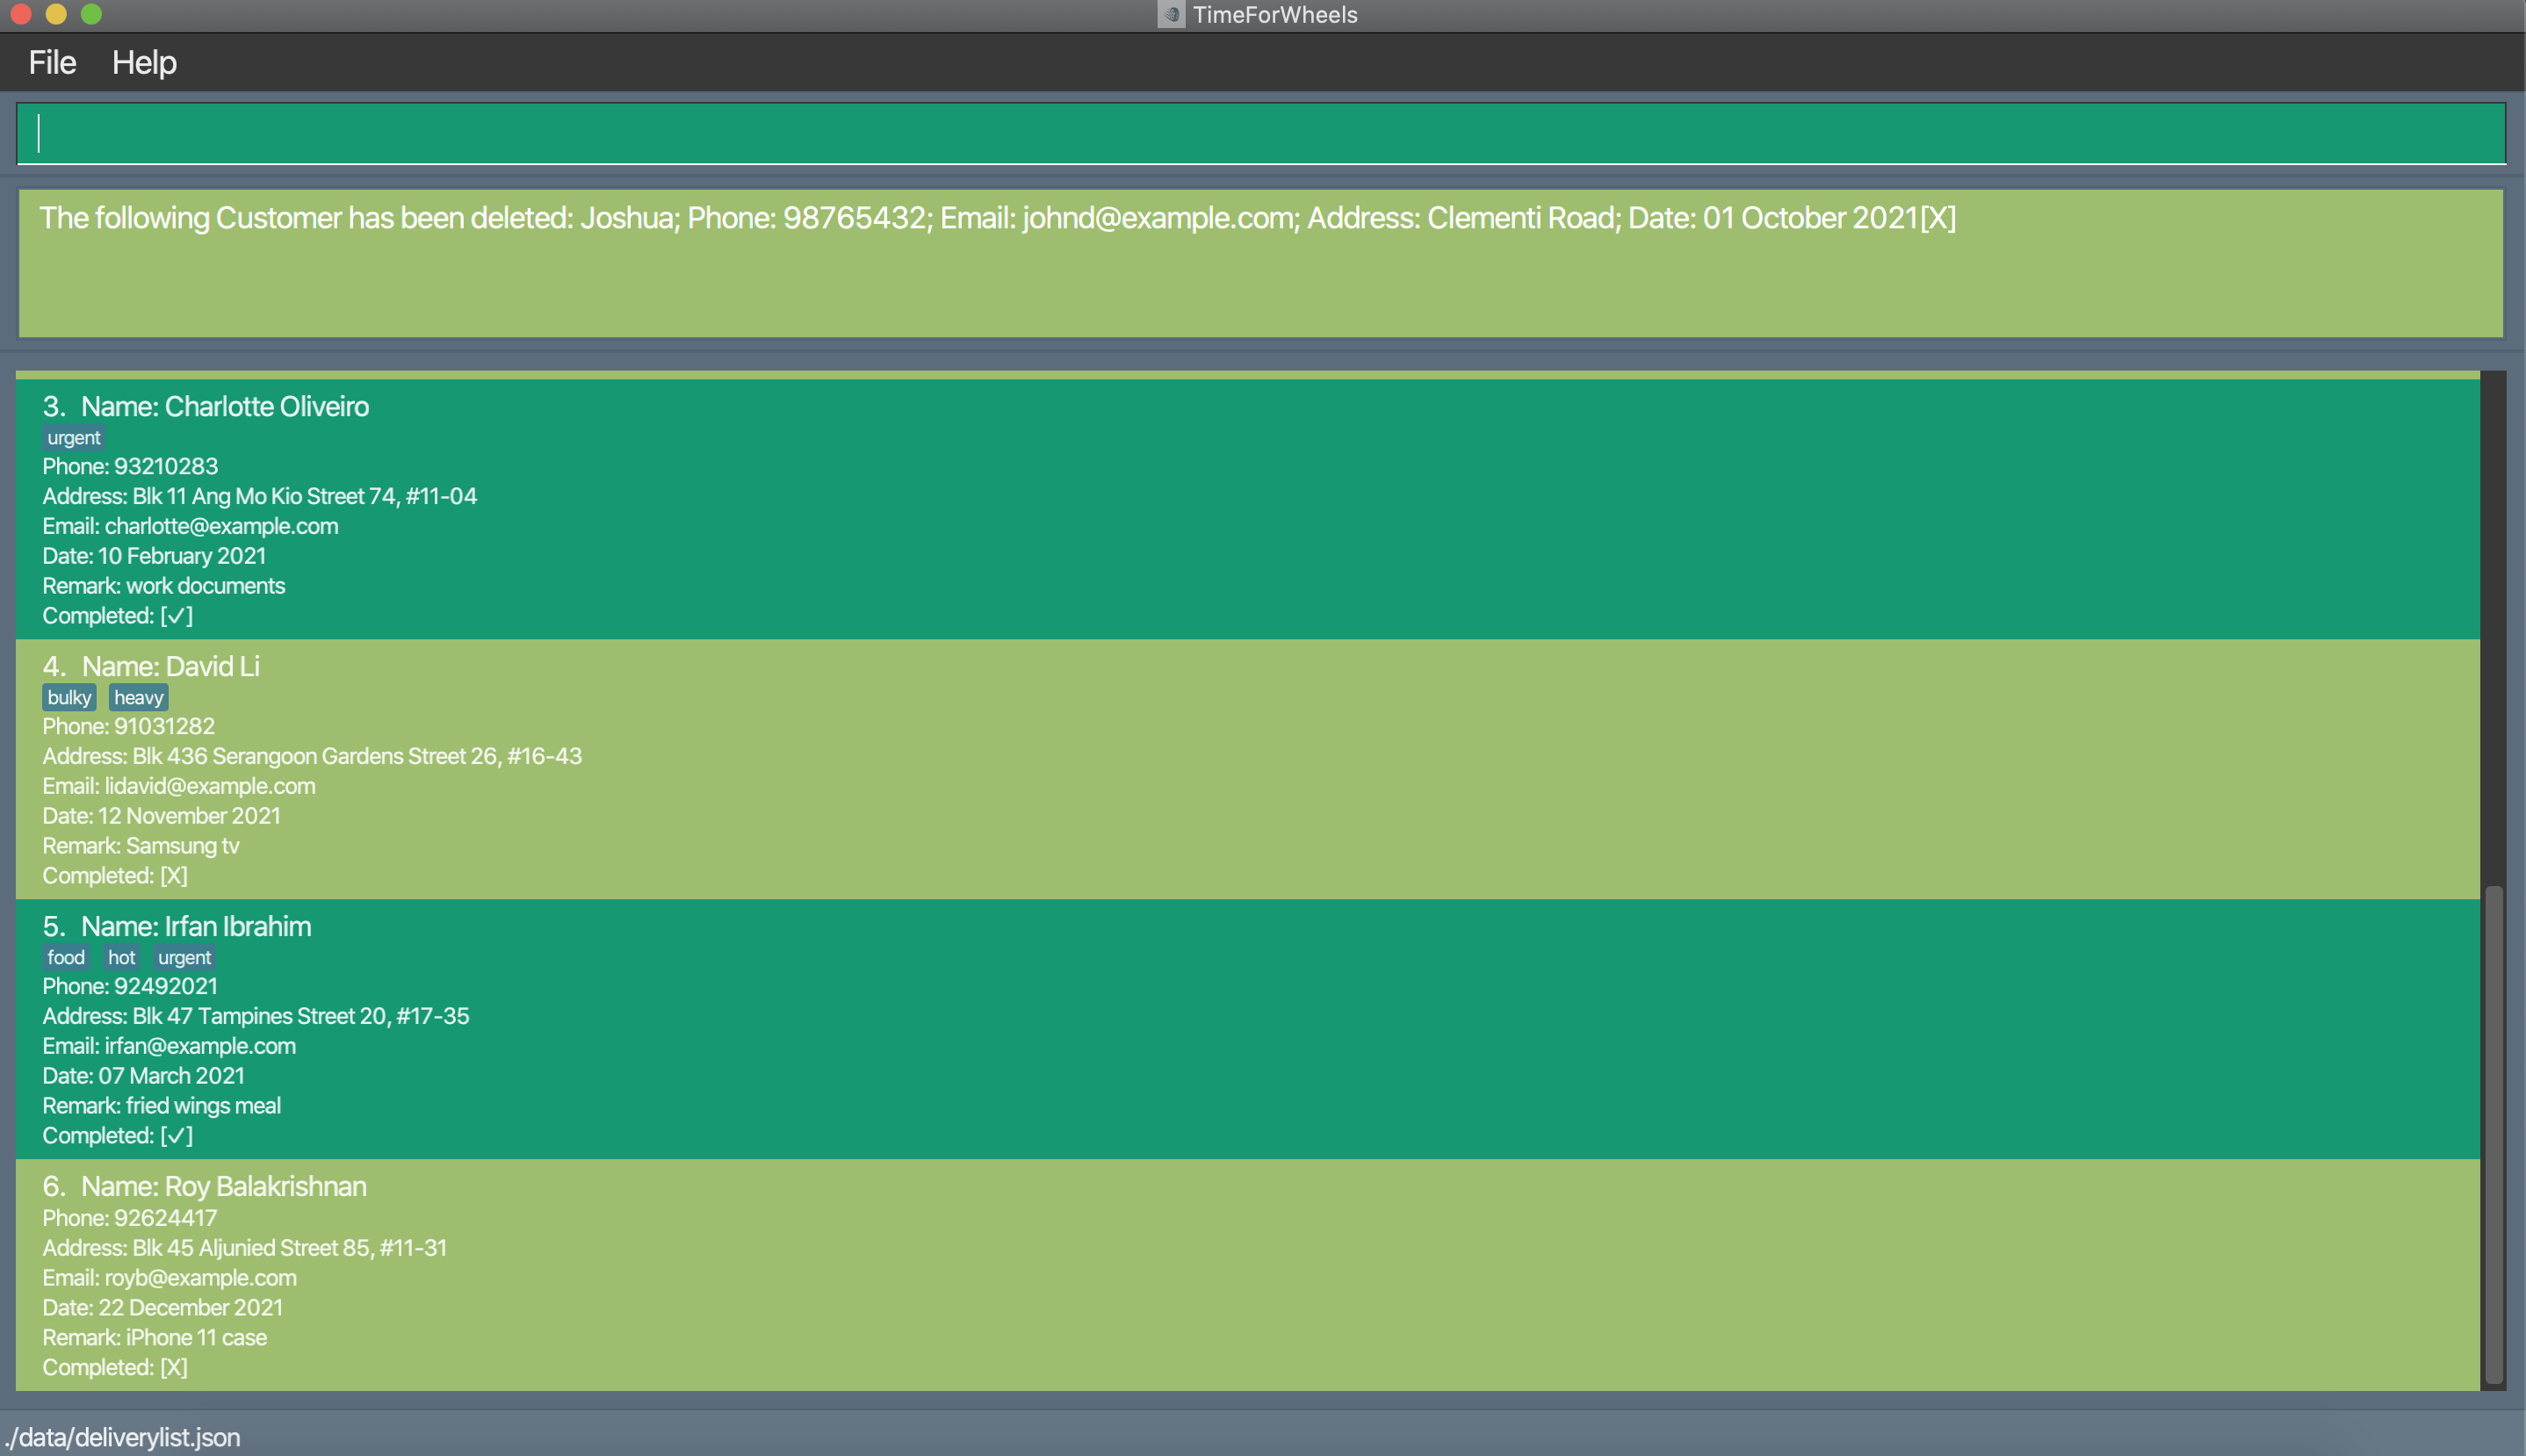 TimeForWheels
File Help
The following Customer has been deleted: Joshua; Phone: 98765432; Email: johnd@example.com; Address: Clementi Road; Date: 01 October 2021[X]
3. Name: Charlotte Oliveiro
urgent
Phone: 93210283
Address: Blk 11 Ang Mo Kio Street 74, #11-04
Email: charlotte@example.com
Date: 10 February 2021
Remark: work documents
Completed: [✓]
4. Name: David Li
bulky heavy
Phone: 91031282
Address: Blk 436 Serangoon Gardens Street 26, #16-43
Email: lidavid@example.com
Date: 12 November 2021
Remark: Samsung tv
Completed: [X]
5. Name: Irfan Ibrahim
food hot urgent
Phone: 92492021
Address: Blk 47 Tampines Street 20, #17-35
Email: irfan@example.com
Date: 07 March 2021
Remark: fried wings meal
Completed: [✓]
6. Name: Roy Balakrishnan
Phone: 92624417
Address: Blk 45 Aljunied Street 85, #11-31
Email: royb@example.com
Date: 22 December 2021
Remark: iPhone 11 case
Completed: [X]
./data/deliverylist.json